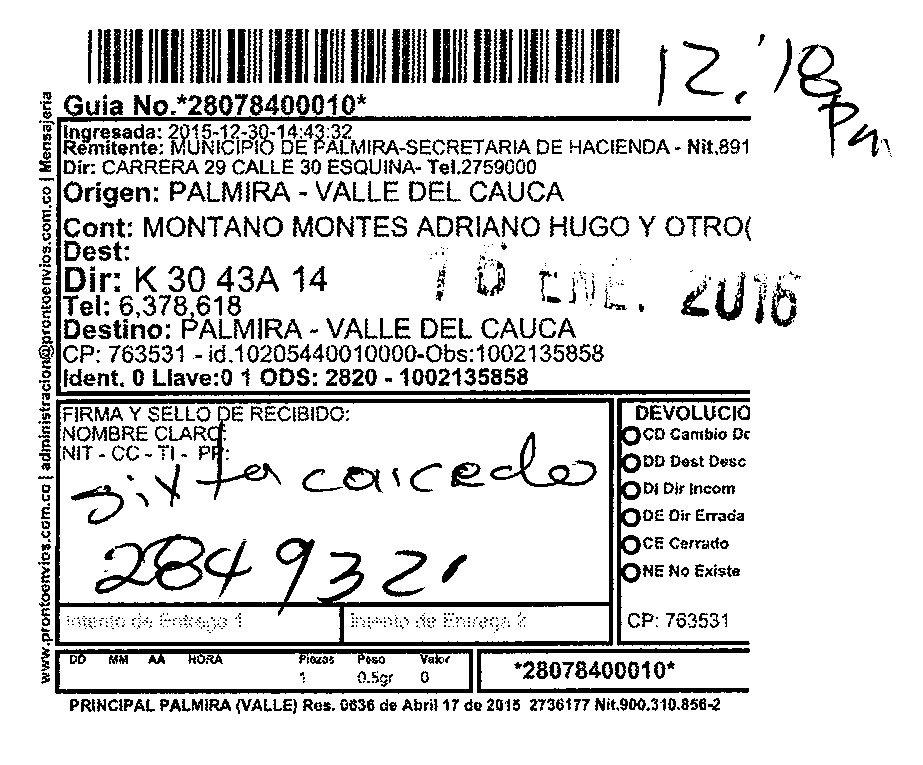 12:18
Pm
Guia No.*28078400010*
Ingresada: 2015-12-30-14:43:32
Remitente: MUNICIPIO DE PALMIRA-SECRETARIA DE HACIENDA - Nit.891
Dir: CARRERA 29 CALLE 30 ESQUINA- Tel.2759000
Origen: PALMIRA - VALLE DEL CAUCA
Cont: MONTANO MONTES ADRIANO HUGO Y OTRO(
Dest:
Dir: K 30 43A 14
16 ENE. 2016
Tel: 6,378,618
Destino: PALMIRA - VALLE DEL CAUCA
CP: 763531 - id.10205440010000-Obs:1002135858
Ident. 0 Llave:0 1 ODS: 2820 - 1002135858
www.prontoenvios.com.co | administracion@prontoenvios.com.co | Mensajeria
FIRMA Y SELLO DE RECIBIDO:
NOMBRE CLARO:
NIT - CC - TI - PP:
sixta caicedo
2849321
Intento de Entrega 1
Intento de Entrega 2
DEVOLUCIO
CD Cambio Dc
DD Dest Desc
DI Dir Incom
DE Dir Errada
CE Cerrado
NE No Existe
CP: 763531
DD MM AA HORA Piezas Peso Valor
1 0.5gr 0
*28078400010*
PRINCIPAL PALMIRA (VALLE) Res. 0636 de Abril 17 de 2015 2736177 Nit.900.310.856-2